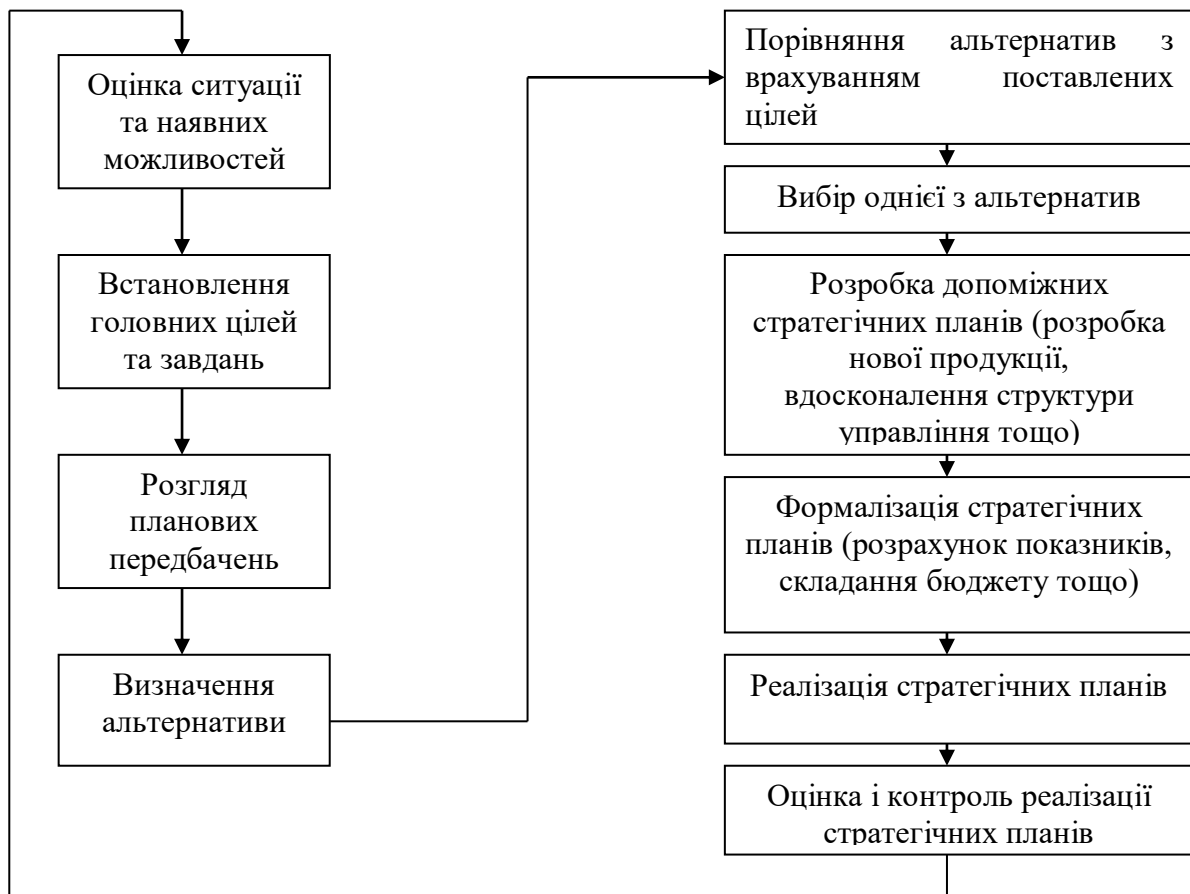 Оцінка ситуації
та наявних
можливостей
Встановлення
головних цілей
та завдань
Розгляд
планових
передбачень
Визначення
альтернативи
Порівняння альтернатив з
врахуванням поставлених
цілей
Вибір однієї з альтернатив
Розробка допоміжних
стратегічних планів (розробка
нової продукції,
вдосконалення структури
управління тощо)
Формалізація стратегічних
планів (розрахунок показників,
складання бюджету тощо)
Реалізація стратегічних планів
Оцінка і контроль реалізації
стратегічних планів